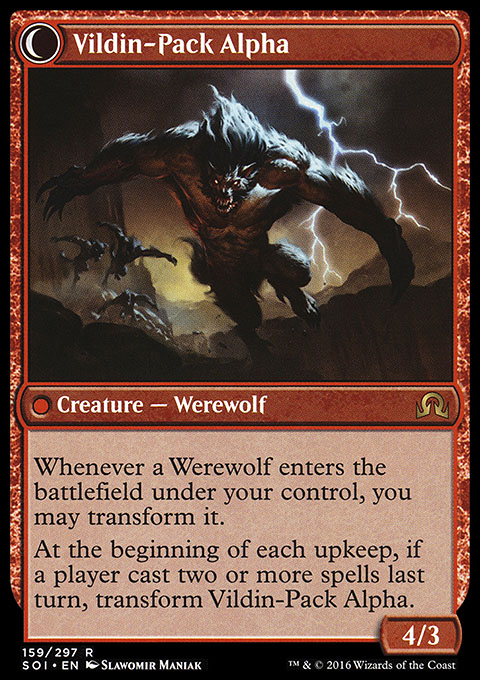 Vildin-Pack Alpha
Creature — Werewolf
Whenever a Werewolf enters the
battlefield under your control, you
may transform it.
At the beginning of each upkeep, if
a player cast two or more spells last
turn, transform Vildin-Pack Alpha.
4/3
159/297 R
SOI • EN Slawomir Maniak
™ & © 2016 Wizards of the Coast